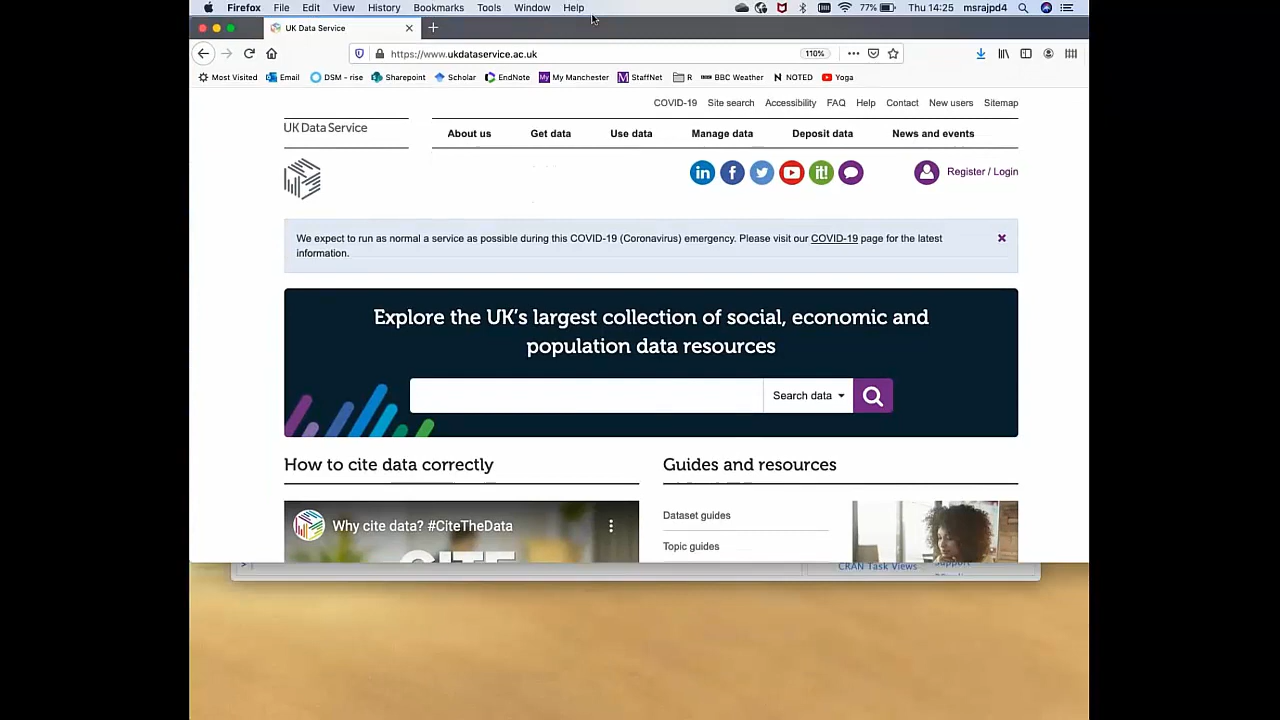 Firefox File Edit View History Bookmarks Tools Window Help 77% Thu 14:25 msrajpd4
UK Data Service
https://www.ukdataservice.ac.uk 110%
Most Visited Email DSM - rise Sharepoint Scholar EndNote My Manchester StaffNet R BBC Weather NOTED Yoga
COVID-19 Site search Accessibility FAQ Help Contact New users Sitemap
UK Data Service
About us Get data Use data Manage data Deposit data News and events
in f it! Register / Login
We expect to run as normal a service as possible during this COVID-19 (Coronavirus) emergency. Please visit our COVID-19 page for the latest
information.
Explore the UK's largest collection of social, economic and
population data resources
Search data
How to cite data correctly
Guides and resources
Why cite data? #CiteTheData
CITE
Dataset guides
Topic guides
CRAN Task Views Support